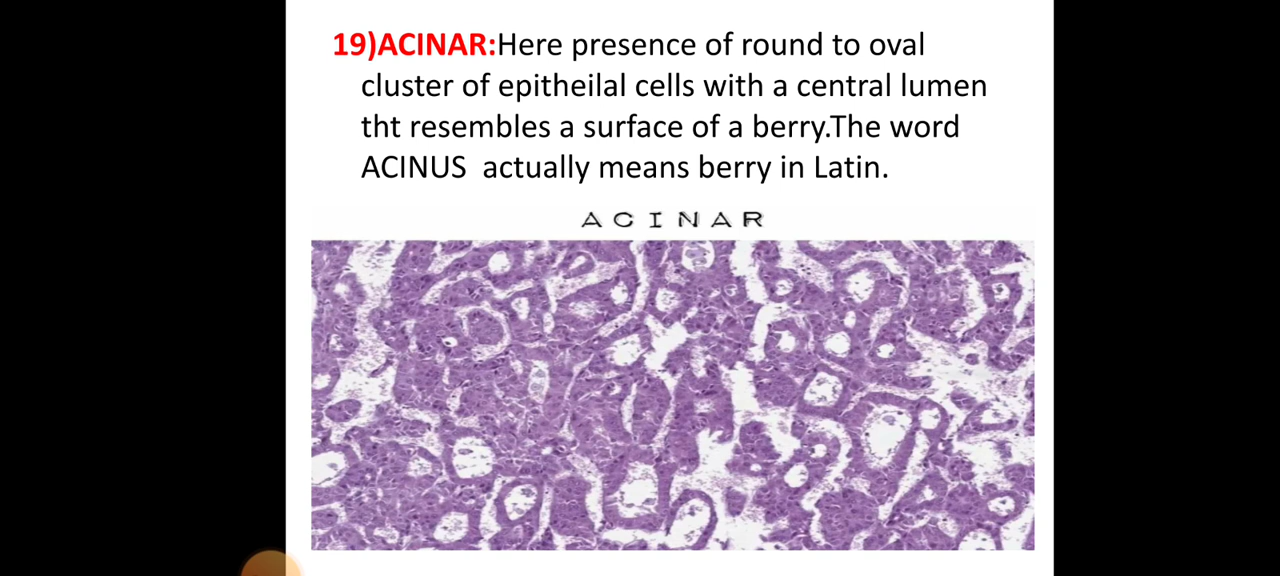 19)ACINAR:Here presence of round to oval
cluster of epitheilal cells with a central lumen
tht resembles a surface of a berry.The word
ACINUS  actually means berry in Latin.
ACINAR